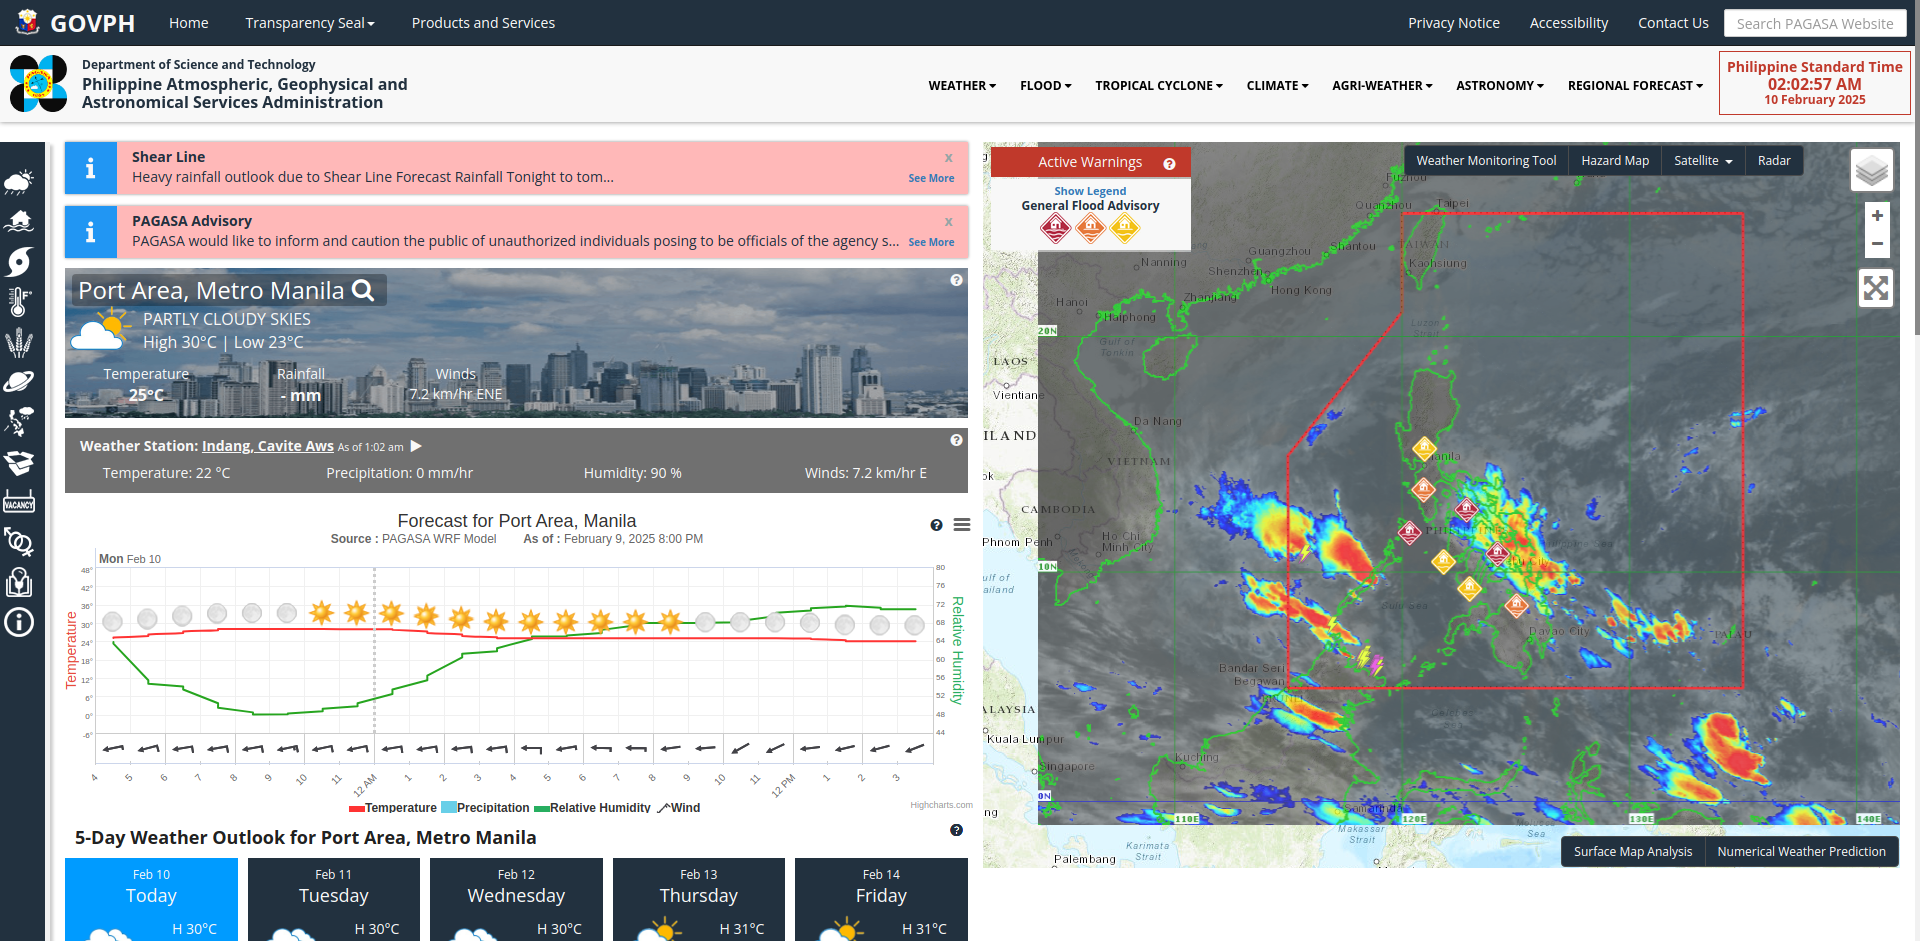 GOVPH
Home
Transparency Seal
Products and Services
Privacy Notice
Accessibility
Contact Us
Search PAGASA Website
Department of Science and Technology
Philippine Atmospheric, Geophysical and
Astronomical Services Administration
WEATHER
FLOOD
TROPICAL CYCLONE
CLIMATE
AGRI-WEATHER
ASTRONOMY
REGIONAL FORECAST
Philippine Standard Time
02:02:57 AM
10 February 2025
Shear Line
x
Heavy rainfall outlook due to Shear Line Forecast Rainfall Tonight to tom...
See More
PAGASA Advisory
x
PAGASA would like to inform and caution the public of unauthorized individuals posing to be officials of the agency s...
See More
Port Area, Metro Manila
PARTLY CLOUDY SKIES
High 30°C | Low 23°C
Temperature
Rainfall
Winds
25°C
- mm
7.2 km/hr ENE
Weather Station: Indang, Cavite Aws As of 1:02 am
Temperature: 22 °C
Precipitation: 0 mm/hr
Humidity: 90 %
Winds: 7.2 km/hr E
Forecast for Port Area, Manila
Source : PAGASA WRF Model As of : February 9, 2025 8:00 PM
Mon Feb 10
48°
42°
36°
30°
24°
18°
12°
6°
0°
-6°
Temperature
80
76
72
68
64
60
56
52
48
44
Relative Humidity
4 5 6 7 8 9 10 11 12 AM 1 2 3 4 5 6 7 8 9 10 11 12 PM 1 2 3
Temperature Precipitation Relative Humidity Wind
Highcharts.com
5-Day Weather Outlook for Port Area, Metro Manila
Feb 10
Today
H 30°C
Feb 11
Tuesday
H 30°C
Feb 12
Wednesday
H 30°C
Feb 13
Thursday
H 31°C
Feb 14
Friday
H 31°C
VACANCY
Active Warnings
Show Legend
General Flood Advisory
Weather Monitoring Tool
Hazard Map
Satellite
Radar
+
−
Fuzhou
Quanzhou
Taipei
TAIWAN
Kaohsiung
Shantou
Guangzhou
Shenzhen
Hong Kong
Nanning
Zhanjiang
Hanoi
Haiphong
Gulf of
Tonkin
Luzon
Strait
20N
LAOS
Vientiane
Da Nang
ILAND
VIETNAM
CAMBODIA
Phnom Penh
Ho Chi
Minh City
10N
ulf of
ailand
anila
PHILIPPINES
Sulu Sea
Davao City
PALAU
Bandar Seri
Begawan
ALAYSIA
Kuala Lumpur
Singapore
Kuching
0N
ng
110E
120E
130E
140E
Samarinda
Makassar
Strait
Karimata
Strait
Palembang
Sea
Surface Map Analysis
Numerical Weather Prediction